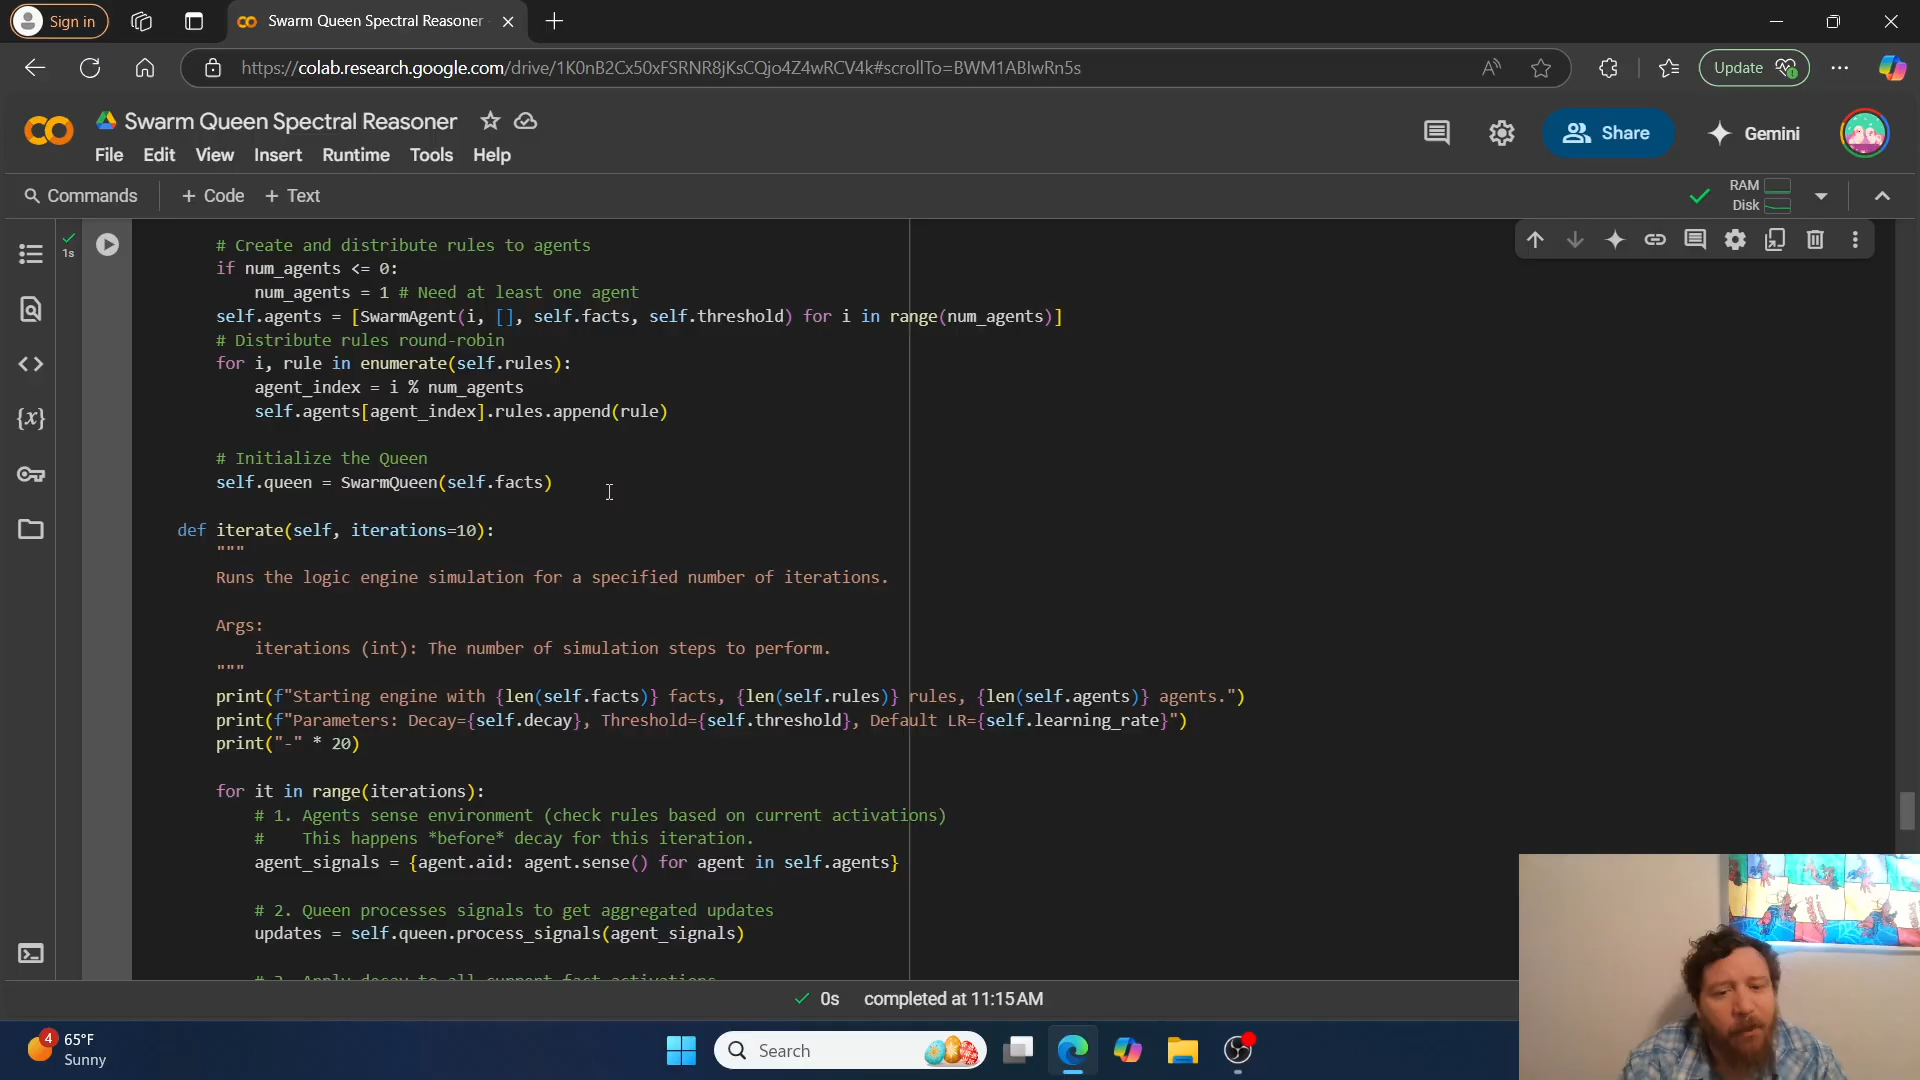 Sign in
Swarm Queen Spectral Reasoner
https://colab.research.google.com/drive/1K0nB2Cx50xFSRNR8jKsCQjo4Z4wRCV4k#scrollTo=BWM1ABlwRn5s
Update
Swarm Queen Spectral Reasoner
File Edit View Insert Runtime Tools Help
Share
Gemini
Commands
+ Code + Text
RAM
Disk
1s
# Create and distribute rules to agents
if num_agents <= 0:
num_agents = 1 # Need at least one agent
self.agents = [SwarmAgent(i, [], self.facts, self.threshold) for i in range(num_agents)]
# Distribute rules round-robin
for i, rule in enumerate(self.rules):
agent_index = i % num_agents
self.agents[agent_index].rules.append(rule)
# Initialize the Queen
self.queen = SwarmQueen(self.facts)
def iterate(self, iterations=10):
"""
Runs the logic engine simulation for a specified number of iterations.
Args:
iterations (int): The number of simulation steps to perform.
"""
print(f"Starting engine with {len(self.facts)} facts, {len(self.rules)} rules, {len(self.agents)} agents.")
print(f"Parameters: Decay={self.decay}, Threshold={self.threshold}, Default LR={self.learning_rate}")
print("-" * 20)
for it in range(iterations):
# 1. Agents sense environment (check rules based on current activations)
# This happens *before* decay for this iteration.
agent_signals = {agent.aid: agent.sense() for agent in self.agents}
# 2. Queen processes signals to get aggregated updates
updates = self.queen.process_signals(agent_signals)
# 3. Apply decay to all current fact activations
0s completed at 11:15 AM
4
65°F
Sunny
Search